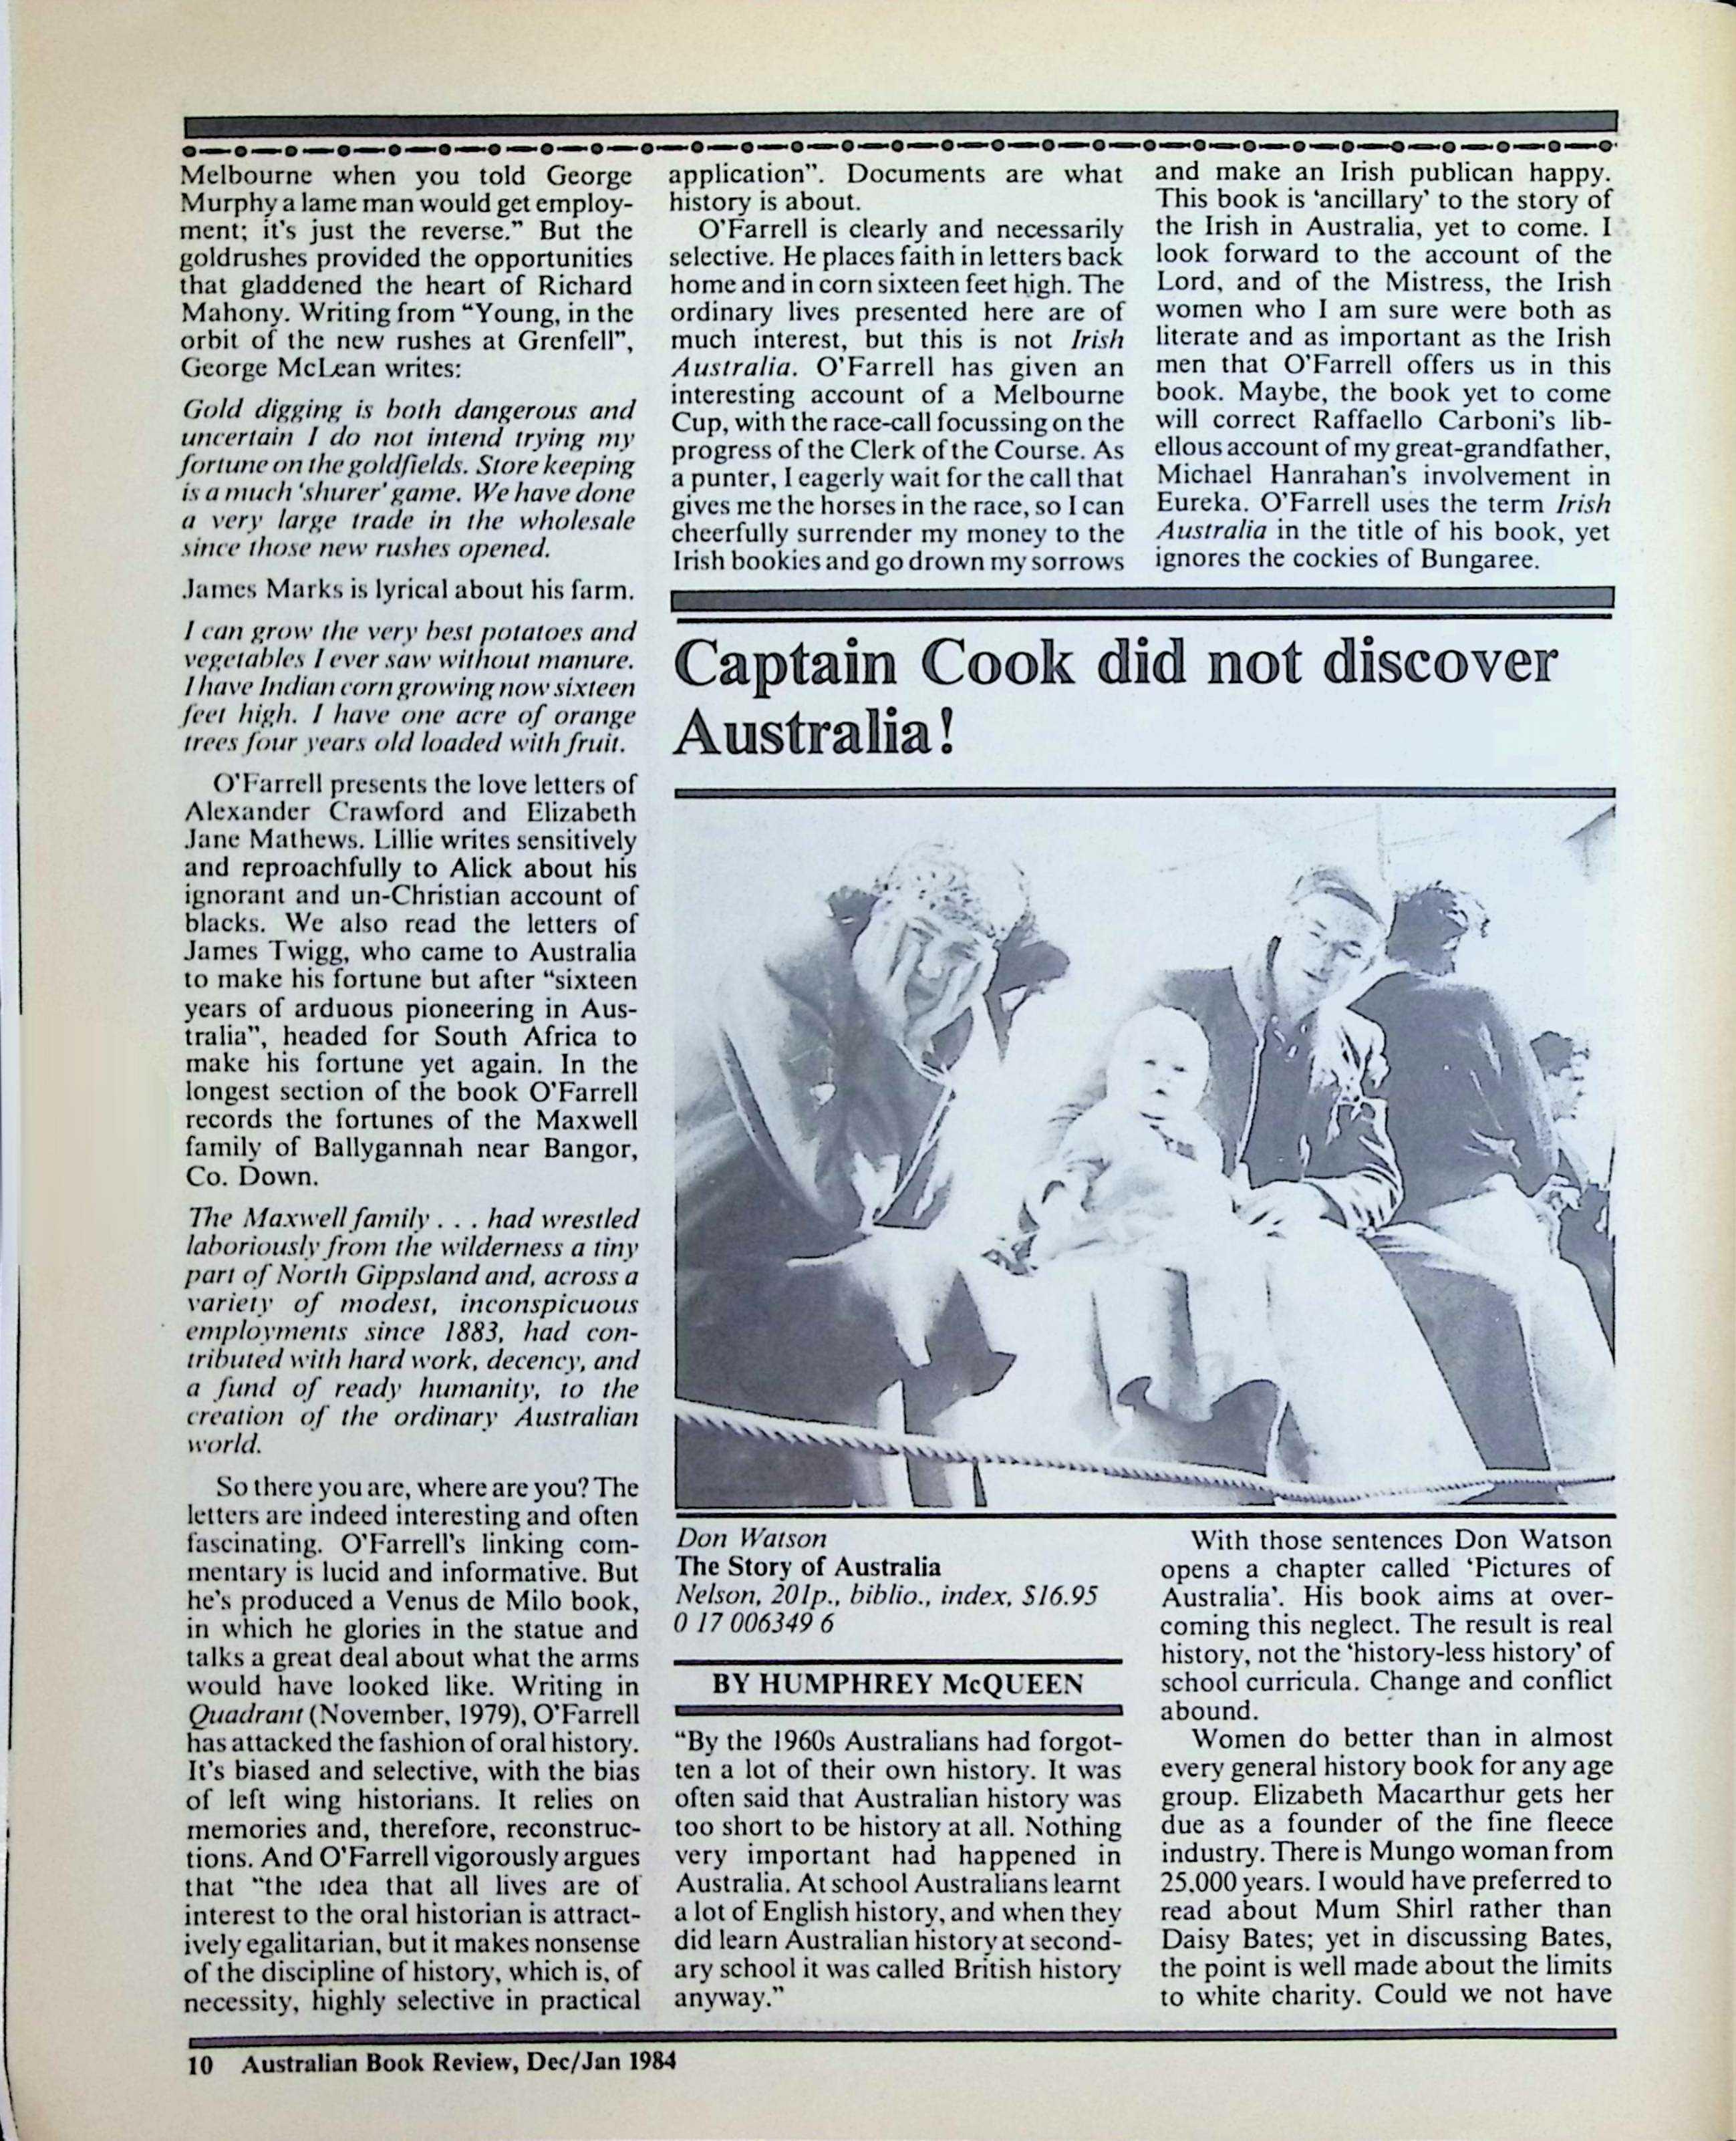 Melbourne when you told George
Murphy a lame man would get employ-
ment; it's just the reverse." But the
goldrushes provided the opportunities
that gladdened the heart of Richard
Mahony. Writing from "Young, in the
orbit of the new rushes at Grenfell",
George McLean writes:
Gold digging is both dangerous and
uncertain I do not intend trying my
fortune on the goldfields. Store keeping
is a much 'shurer' game. We have done
a very large trade in the wholesale
since those new rushes opened.
James Marks is lyrical about his farm.
I can grow the very best potatoes and
vegetables I ever saw without manure.
I have Indian corn growing now sixteen
feet high. I have one acre of orange
trees four years old loaded with fruit.
O'Farrell presents the love letters of
Alexander Crawford and Elizabeth
Jane Mathews. Lillie writes sensitively
and reproachfully to Alick about his
ignorant and un-Christian account of
blacks. We also read the letters of
James Twigg, who came to Australia
to make his fortune but after "sixteen
years of arduous pioneering in Aus-
tralia", headed for South Africa to
make his fortune yet again. In the
longest section of the book O'Farrell
records the fortunes of the Maxwell
family of Ballygannah near Bangor,
Co. Down.
The Maxwell family . . . had wrestled
laboriously from the wilderness a tiny
part of North Gippsland and, across a
variety of modest, inconspicuous
employments since 1883, had con-
tributed with hard work, decency, and
a fund of ready humanity, to the
creation of the ordinary Australian
world.
So there you are, where are you? The
letters are indeed interesting and often
fascinating. O'Farrell's linking com-
mentary is lucid and informative. But
he's produced a Venus de Milo book,
in which he glories in the statue and
talks a great deal about what the arms
would have looked like. Writing in
Quadrant (November, 1979), O'Farrell
has attacked the fashion of oral history.
It's biased and selective, with the bias
of left wing historians. It relies on
memories and, therefore, reconstruc-
tions. And O'Farrell vigorously argues
that "the idea that all lives are of
interest to the oral historian is attract-
ively egalitarian, but it makes nonsense
of the discipline of history, which is, of
necessity, highly selective in practical
application". Documents are what
history is about.
O'Farrell is clearly and necessarily
selective. He places faith in letters back
home and in corn sixteen feet high. The
ordinary lives presented here are of
much interest, but this is not Irish
Australia. O'Farrell has given an
interesting account of a Melbourne
Cup, with the race-call focussing on the
progress of the Clerk of the Course. As
a punter, I eagerly wait for the call that
gives me the horses in the race, so I can
cheerfully surrender my money to the
Irish bookies and go drown my sorrows
and make an Irish publican happy.
This book is 'ancillary' to the story of
the Irish in Australia, yet to come. I
look forward to the account of the
Lord, and of the Mistress, the Irish
women who I am sure were both as
literate and as important as the Irish
men that O'Farrell offers us in this
book. Maybe, the book yet to come
will correct Raffaello Carboni's lib-
ellous account of my great-grandfather,
Michael Hanrahan's involvement in
Eureka. O'Farrell uses the term Irish
Australia in the title of his book, yet
ignores the cockies of Bungaree.
Captain Cook did not discover
Australia!
Don Watson
The Story of Australia
Nelson, 201p., biblio., index, $16.95
0 17 006349 6
BY HUMPHREY McQUEEN
"By the 1960s Australians had forgot-
ten a lot of their own history. It was
often said that Australian history was
too short to be history at all. Nothing
very important had happened in
Australia. At school Australians learnt
a lot of English history, and when they
did learn Australian history at second-
ary school it was called British history
anyway."
With those sentences Don Watson
opens a chapter called 'Pictures of
Australia'. His book aims at over-
coming this neglect. The result is real
history, not the 'history-less history' of
school curricula. Change and conflict
abound.
Women do better than in almost
every general history book for any age
group. Elizabeth Macarthur gets her
due as a founder of the fine fleece
industry. There is Mungo woman from
25,000 years. I would have preferred to
read about Mum Shirl rather than
Daisy Bates; yet in discussing Bates,
the point is well made about the limits
to white charity. Could we not have
10 Australian Book Review, Dec/Jan 1984